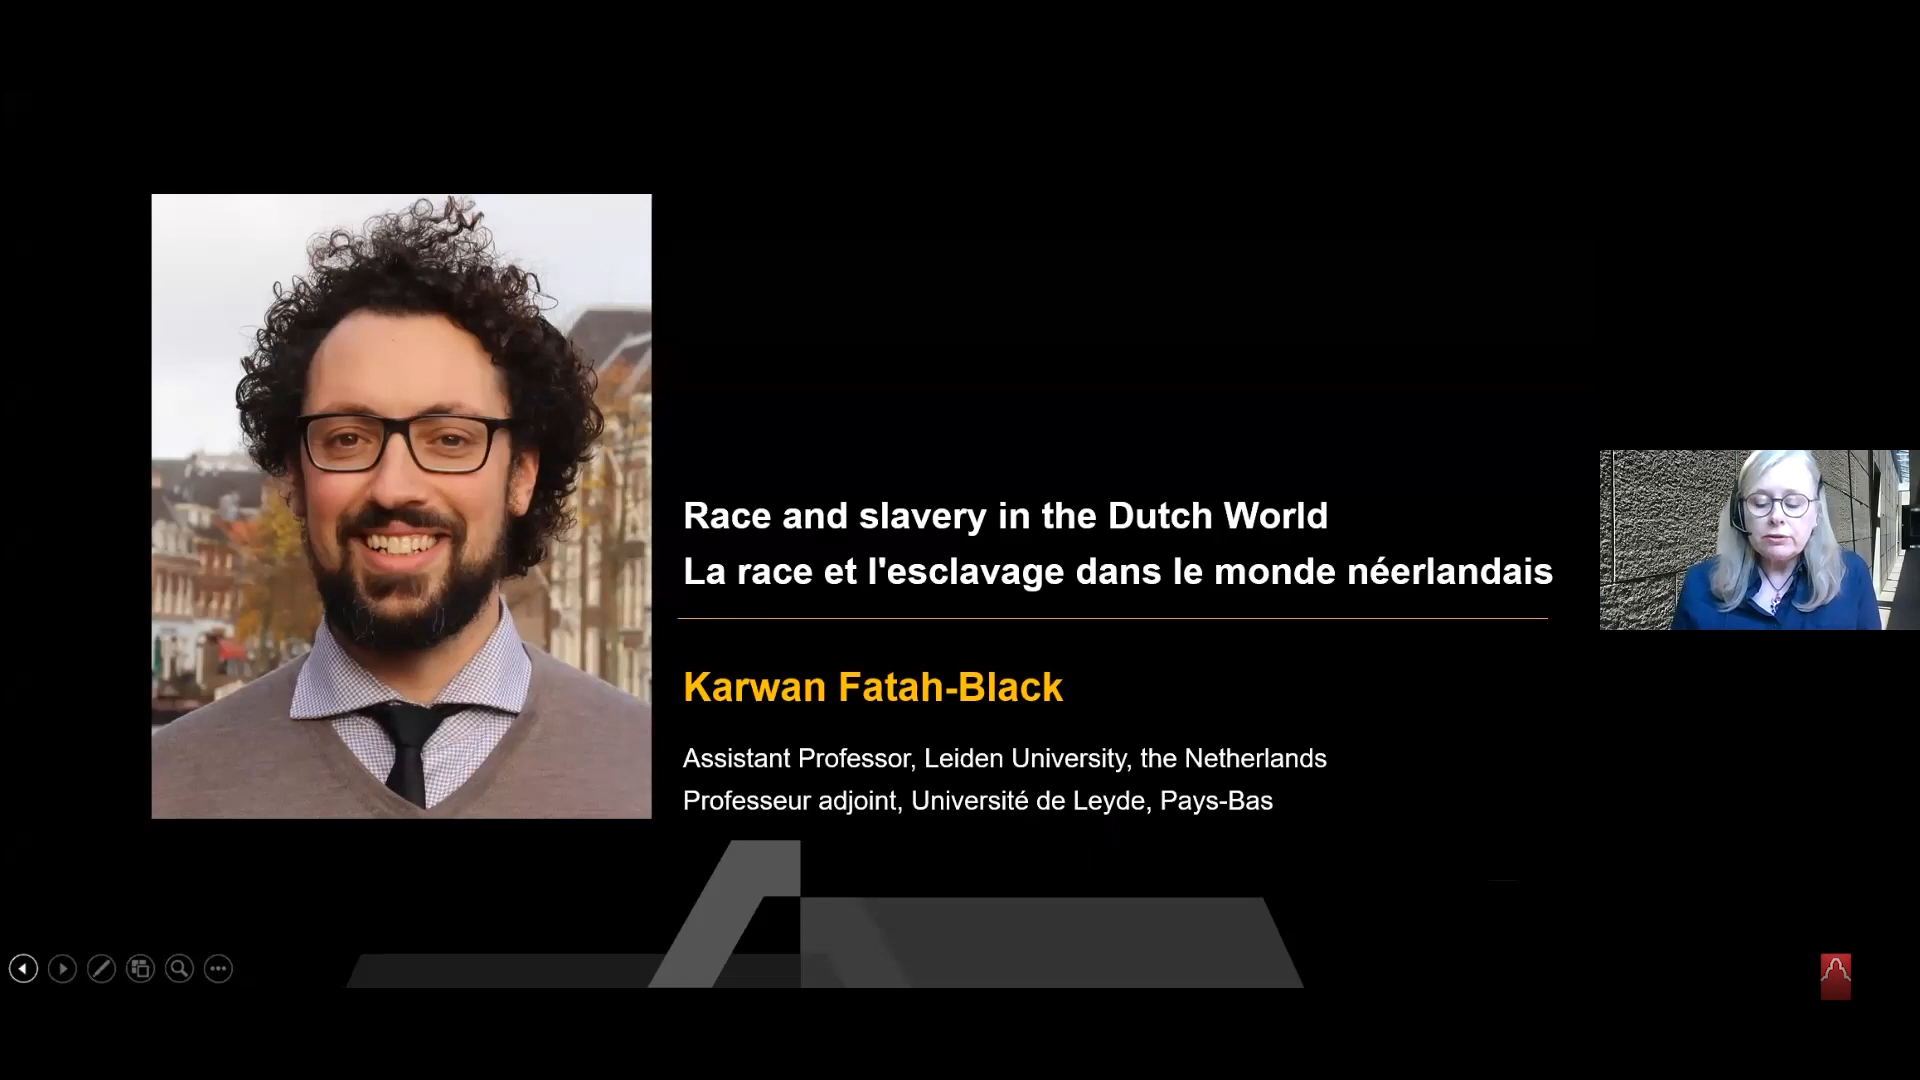 Race and slavery in the Dutch World
La race et l'esclavage dans le monde néerlandais
Karwan Fatah-Black
Assistant Professor, Leiden University, the Netherlands
Professeur adjoint, Université de Leyde, Pays-Bas